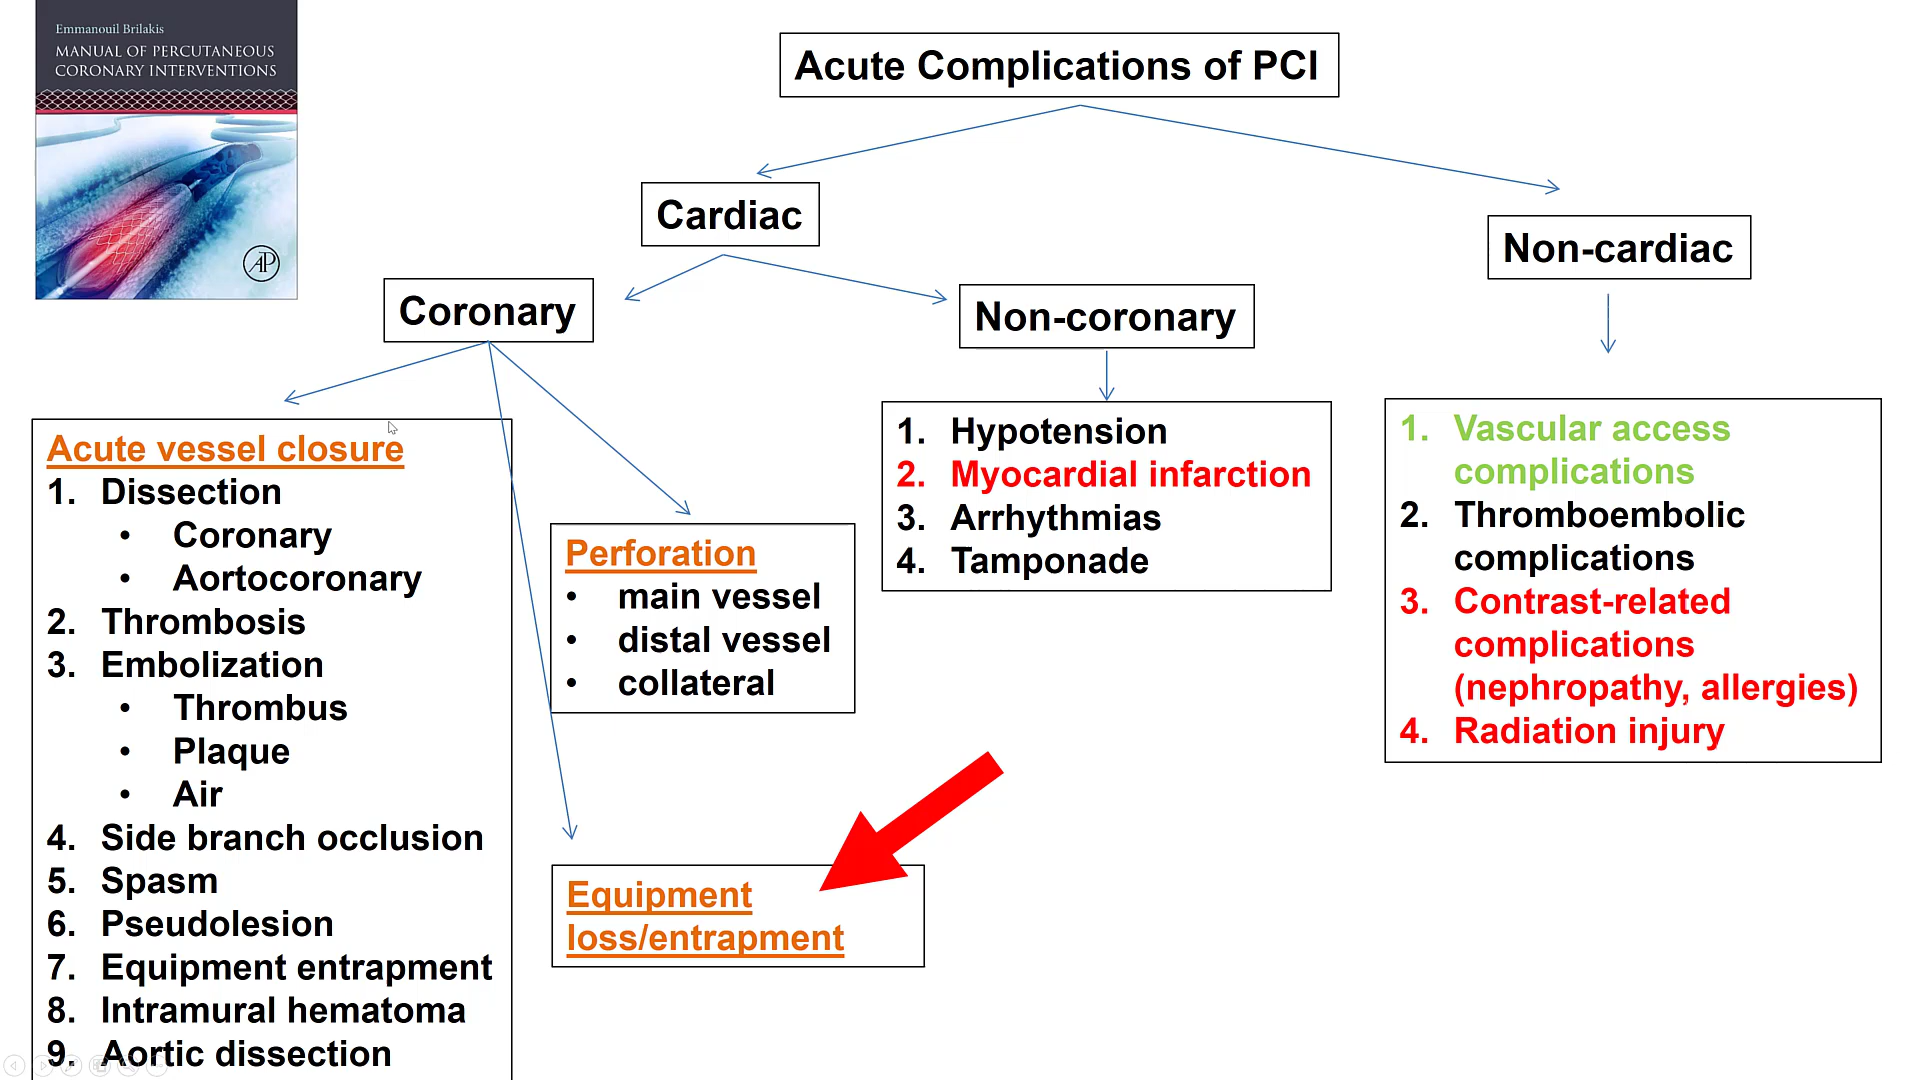 Emmanouil Brilakis
MANUAL OF PERCUTANEOUS
CORONARY INTERVENTIONS
AP
Acute Complications of PCI
Cardiac
Non-cardiac
Coronary
Non-coronary
Acute vessel closure
1. Dissection
• Coronary
• Aortocoronary
2. Thrombosis
3. Embolization
• Thrombus
• Plaque
• Air
4. Side branch occlusion
5. Spasm
6. Pseudolesion
7. Equipment entrapment
8. Intramural hematoma
9. Aortic dissection
Perforation
• main vessel
• distal vessel
• collateral
Equipment
loss/entrapment
1. Hypotension
2. Myocardial infarction
3. Arrhythmias
4. Tamponade
1. Vascular access
complications
2. Thromboembolic
complications
3. Contrast-related
complications
(nephropathy, allergies)
4. Radiation injury